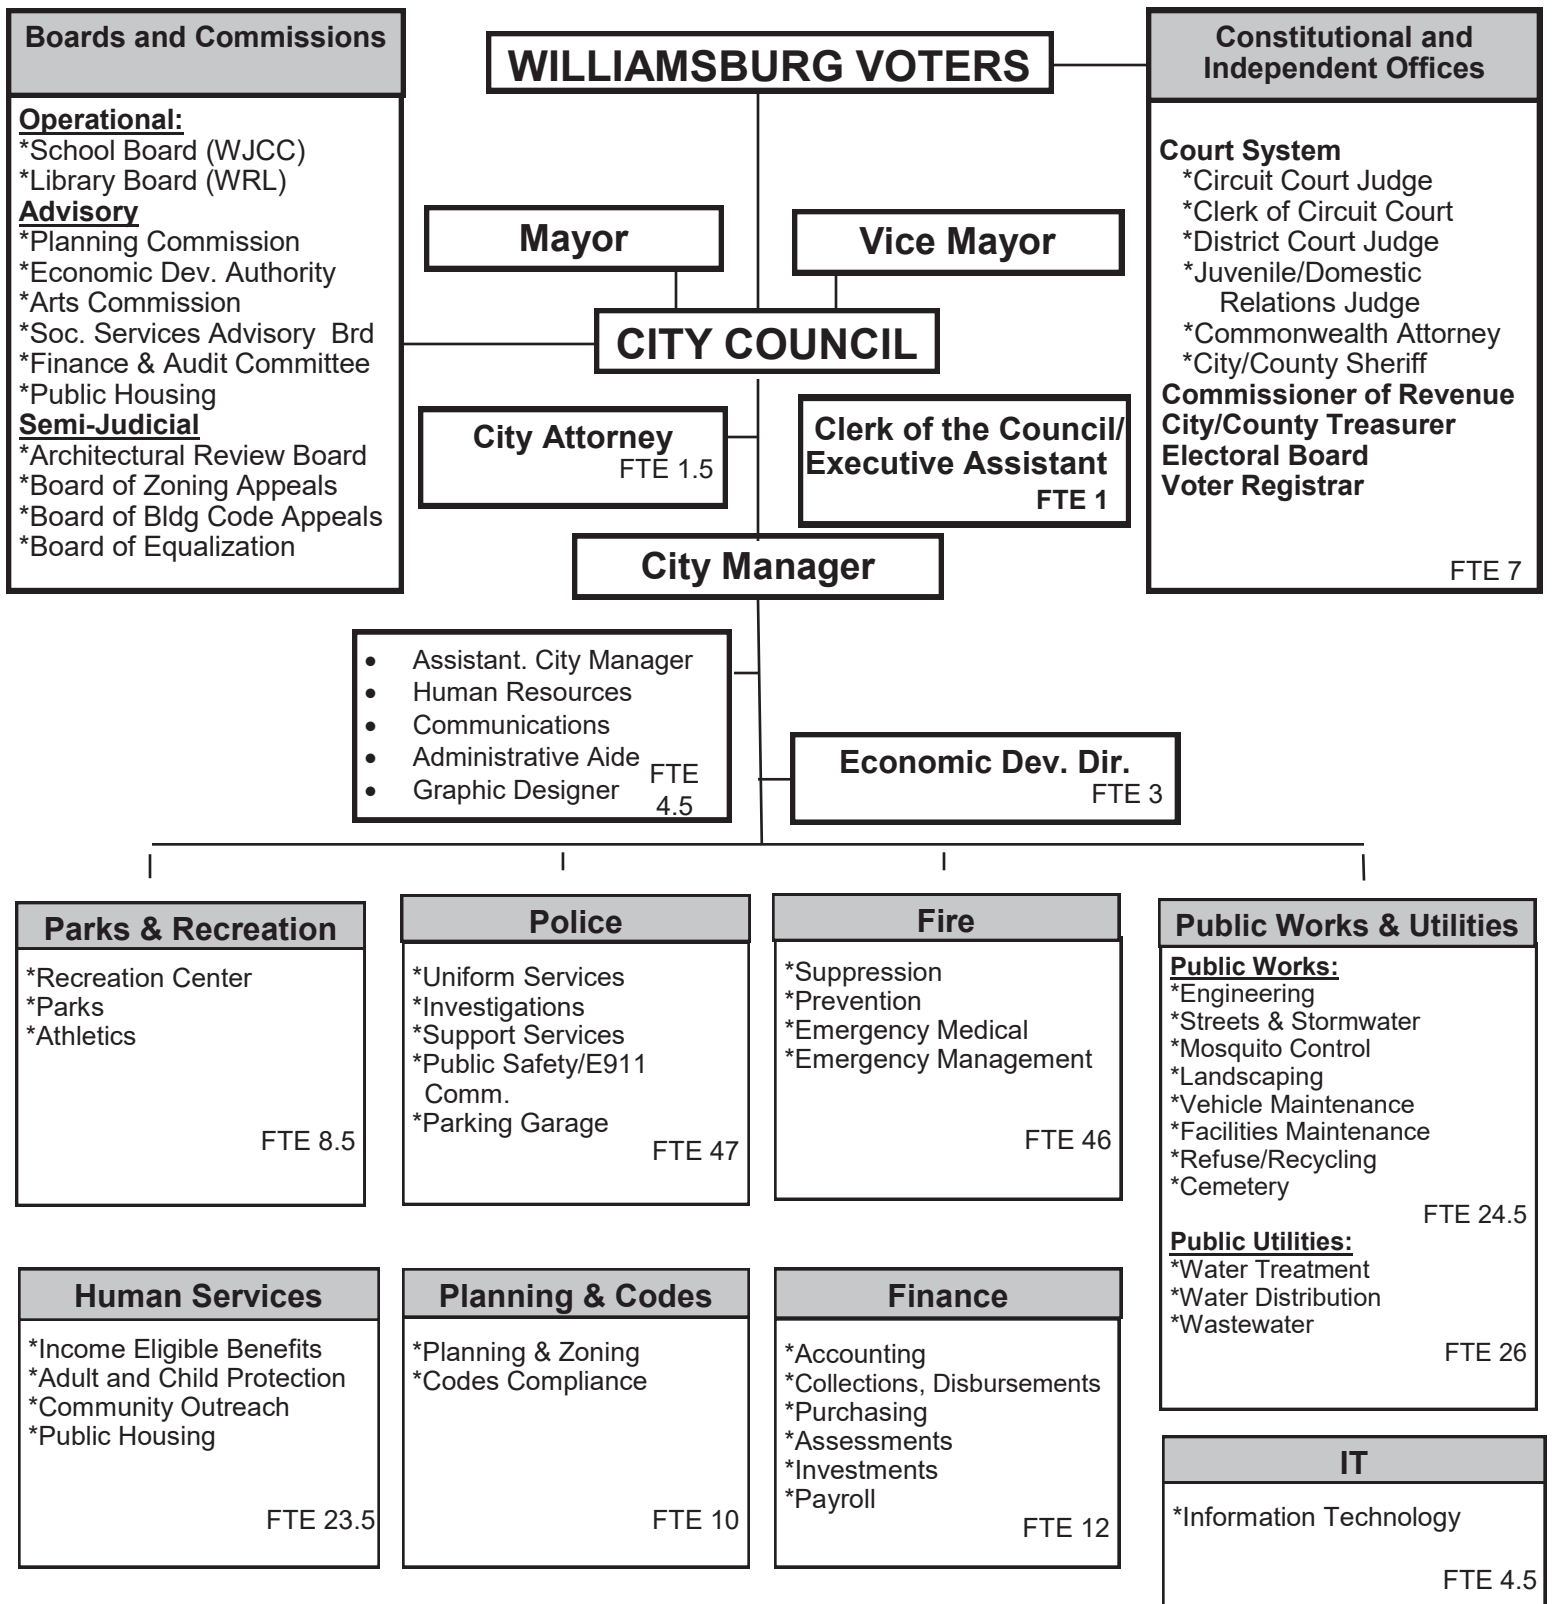 Boards and Commissions
Operational:
*School Board (WJCC)
*Library Board (WRL)
Advisory
*Planning Commission
*Economic Dev. Authority
*Arts Commission
*Soc. Services Advisory  Brd
*Finance & Audit Committee
*Public Housing
Semi-Judicial
*Architectural Review Board
*Board of Zoning Appeals
*Board of Bldg Code Appeals
*Board of Equalization
WILLIAMSBURG VOTERS
Mayor
Vice Mayor
CITY COUNCIL
City Attorney
FTE 1.5
Clerk of the Council/
Executive Assistant
FTE 1
City Manager
Constitutional and
Independent Offices
Court System
*Circuit Court Judge
*Clerk of Circuit Court
*District Court Judge
*Juvenile/Domestic
Relations Judge
*Commonwealth Attorney
*City/County Sheriff
Commissioner of Revenue
City/County Treasurer
Electoral Board
Voter Registrar
FTE 7
• Assistant. City Manager
• Human Resources
• Communications
• Administrative Aide
• Graphic Designer
FTE
4.5
Economic Dev. Dir.
FTE 3
Parks & Recreation
*Recreation Center
*Parks
*Athletics
FTE 8.5
Police
*Uniform Services
*Investigations
*Support Services
*Public Safety/E911
Comm.
*Parking Garage
FTE 47
Fire
*Suppression
*Prevention
*Emergency Medical
*Emergency Management
FTE 46
Public Works & Utilities
Public Works:
*Engineering
*Streets & Stormwater
*Mosquito Control
*Landscaping
*Vehicle Maintenance
*Facilities Maintenance
*Refuse/Recycling
*Cemetery
FTE 24.5
Public Utilities:
*Water Treatment
*Water Distribution
*Wastewater
FTE 26
Human Services
*Income Eligible Benefits
*Adult and Child Protection
*Community Outreach
*Public Housing
FTE 23.5
Planning & Codes
*Planning & Zoning
*Codes Compliance
FTE 10
Finance
*Accounting
*Collections, Disbursements
*Purchasing
*Assessments
*Investments
*Payroll
FTE 12
IT
*Information Technology
FTE 4.5